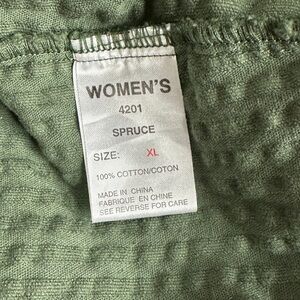 WOMEN'S
4201
SPRUCE
SIZE: XL
100% COTTON/COTON
MADE IN CHINA
FABRIQUE EN CHINE
SEE REVERSE FOR CARE